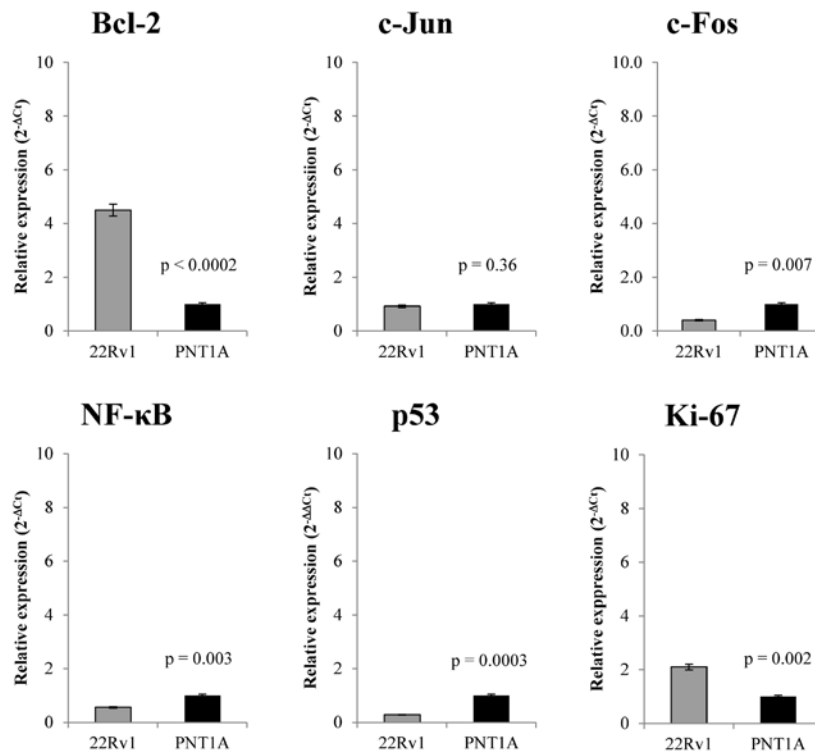 Bcl-2
Relative expression (2-ΔCt)
10
8
6
4
2
0
p < 0.0002
22Rv1 PNT1A
c-Jun
Relative expression (2-ΔCt)
10
8
6
4
2
0
p = 0.36
22Rv1 PNT1A
c-Fos
Relative expression (2-ΔCt)
10
8.0
6.0
4.0
2.0
0.0
p = 0.007
22Rv1 PNT1A
NF-κB
Relative expression (2-ΔCt)
10
8
6
4
2
0
p = 0.003
22Rv1 PNT1A
p53
Relative expression (2-ΔΔCt)
10
8
6
4
2
0
p = 0.0003
22Rv1 PNT1A
Ki-67
Relative exppression (2-ΔCt)
10
8
6
4
2
0
p = 0.002
22Rv1 PNT1A